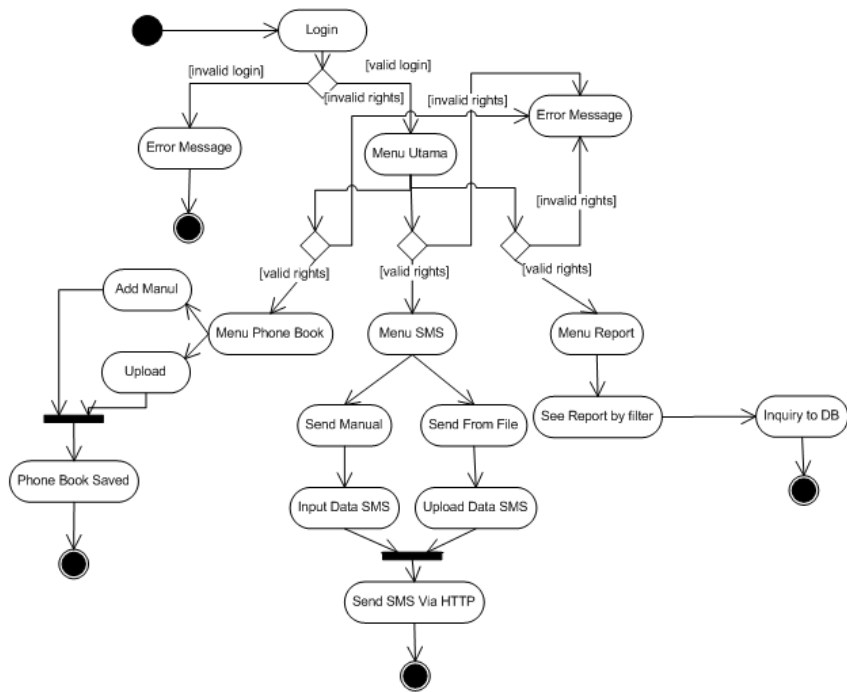 Login
[invalid login]
[valid login]
[invalid rights]
[invalid rights]
Error Message
Error Message
Menu Utama
[invalid rights]
[valid rights]
[valid rights]
[valid rights]
Add Manul
Menu Phone Book
Menu SMS
Menu Report
Upload
See Report by filter
Inquiry to DB
Send Manual
Send From File
Phone Book Saved
Input Data SMS
Upload Data SMS
Send SMS Via HTTP